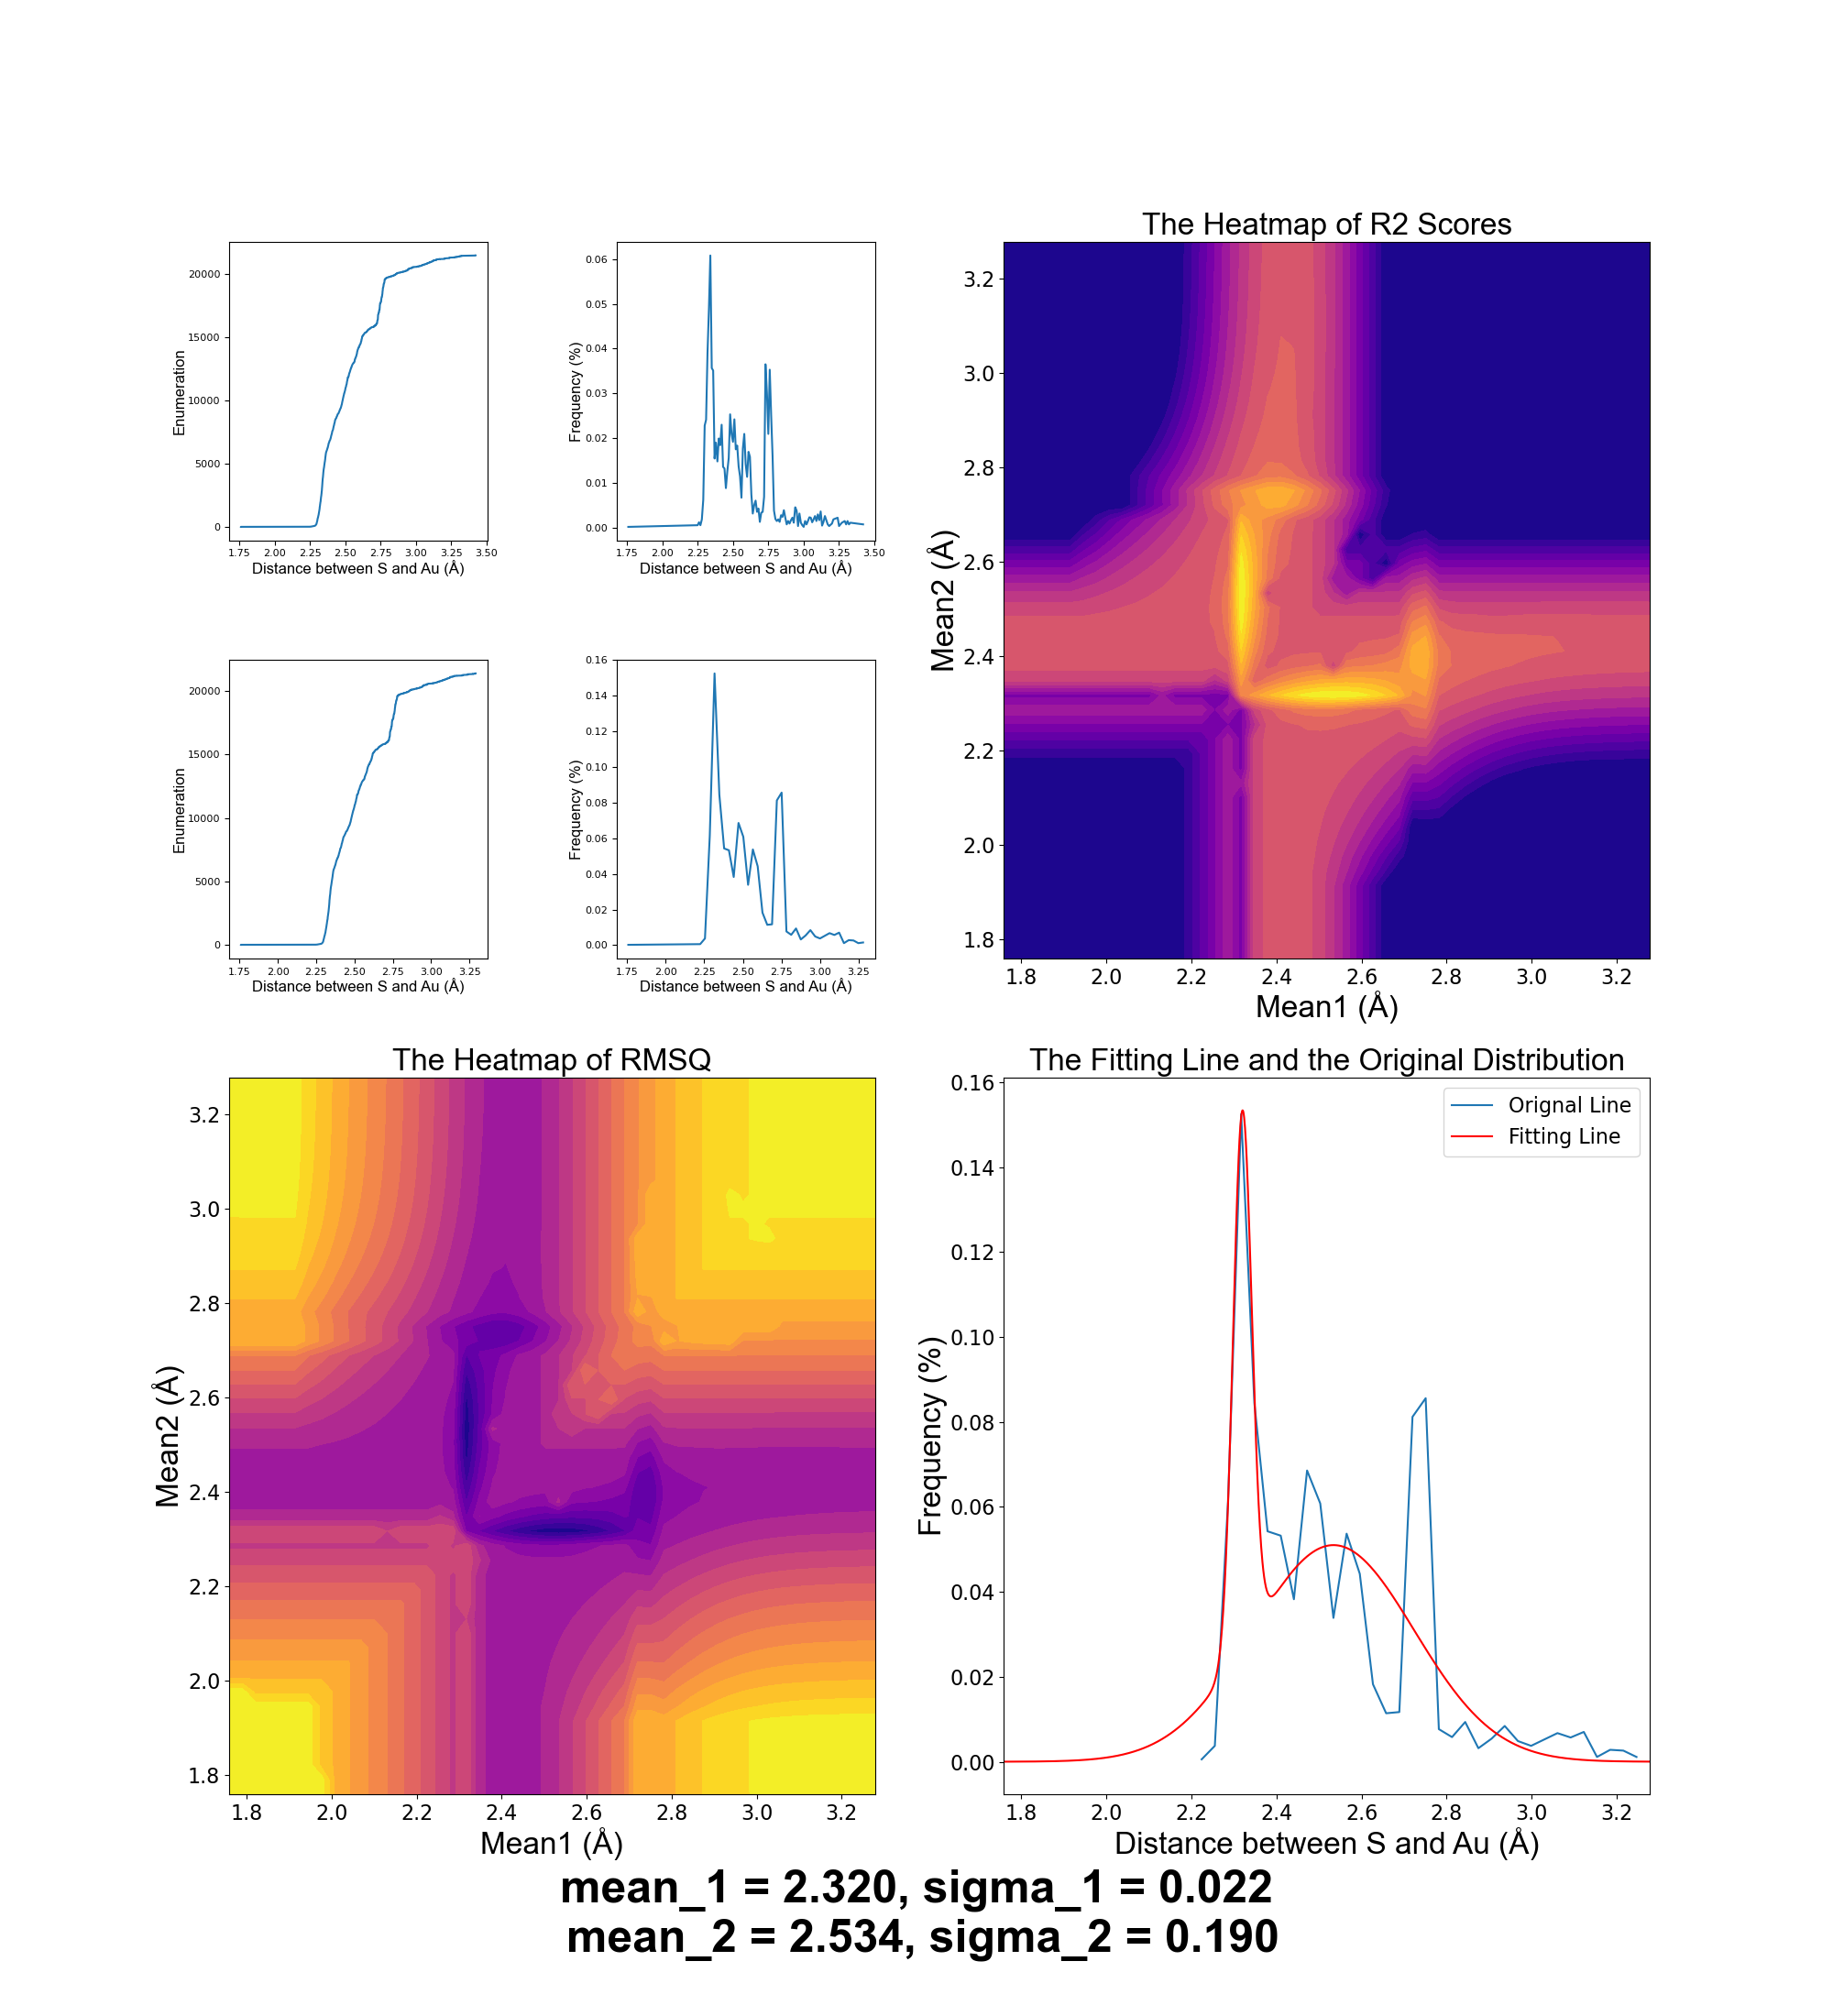 20000
15000
10000
5000
0
Enumeration
1.75 2.00 2.25 2.50 2.75 3.00 3.25 3.50
Distance between S and Au (Å)
0.06
0.05
0.04
0.03
0.02
0.01
0.00
Frequency (%)
1.75 2.00 2.25 2.50 2.75 3.00 3.25 3.50
Distance between S and Au (Å)
The Heatmap of R2 Scores
3.2
3.0
2.8
2.6
2.4
2.2
2.0
1.8
Mean2 (Å)
1.8 2.0 2.2 2.4 2.6 2.8 3.0 3.2
Mean1 (Å)
20000
15000
10000
5000
0
Enumeration
1.75 2.00 2.25 2.50 2.75 3.00 3.25
Distance between S and Au (Å)
0.16
0.14
0.12
0.10
0.08
0.06
0.04
0.02
0.00
Frequency (%)
1.75 2.00 2.25 2.50 2.75 3.00 3.25
Distance between S and Au (Å)
The Heatmap of RMSQ
3.2
3.0
2.8
2.6
2.4
2.2
2.0
1.8
Mean2 (Å)
1.8 2.0 2.2 2.4 2.6 2.8 3.0 3.2
Mean1 (Å)
The Fitting Line and the Original Distribution
Orignal Line
Fitting Line
0.16
0.14
0.12
0.10
0.08
0.06
0.04
0.02
0.00
Frequency (%)
1.8 2.0 2.2 2.4 2.6 2.8 3.0 3.2
Distance between S and Au (Å)
mean_1 = 2.320, sigma_1 = 0.022
mean_2 = 2.534, sigma_2 = 0.190